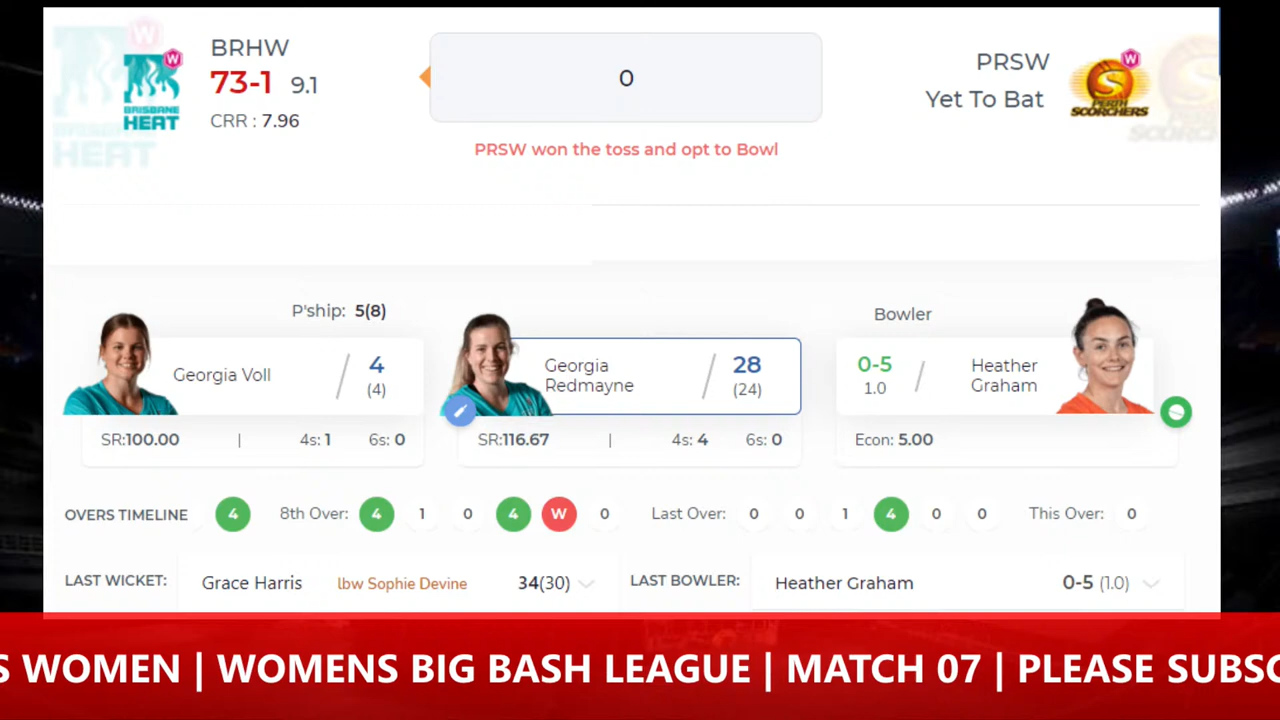 BRHW
73-1 9.1
CRR : 7.96
BRISBANE
HEAT
W
0
PRSW won the toss and opt to Bowl
PRSW
Yet To Bat
W
S
PERTH
SCORCHERS
P'ship: 5(8)
Georgia Voll
4
(4)
SR:100.00 | 4s: 1 6s: 0
Georgia
Redmayne
28
(24)
SR:116.67 | 4s: 4 6s: 0
Bowler
0-5
1.0
Heather
Graham
Econ: 5.00
OVERS TIMELINE 4 8th Over: 4 1 0 4 W 0 Last Over: 0 0 1 4 0 0 This Over: 0
LAST WICKET: Grace Harris lbw Sophie Devine 34(30) LAST BOWLER: Heather Graham 0-5 (1.0)
S WOMEN | WOMENS BIG BASH LEAGUE | MATCH 07 | PLEASE SUBSC